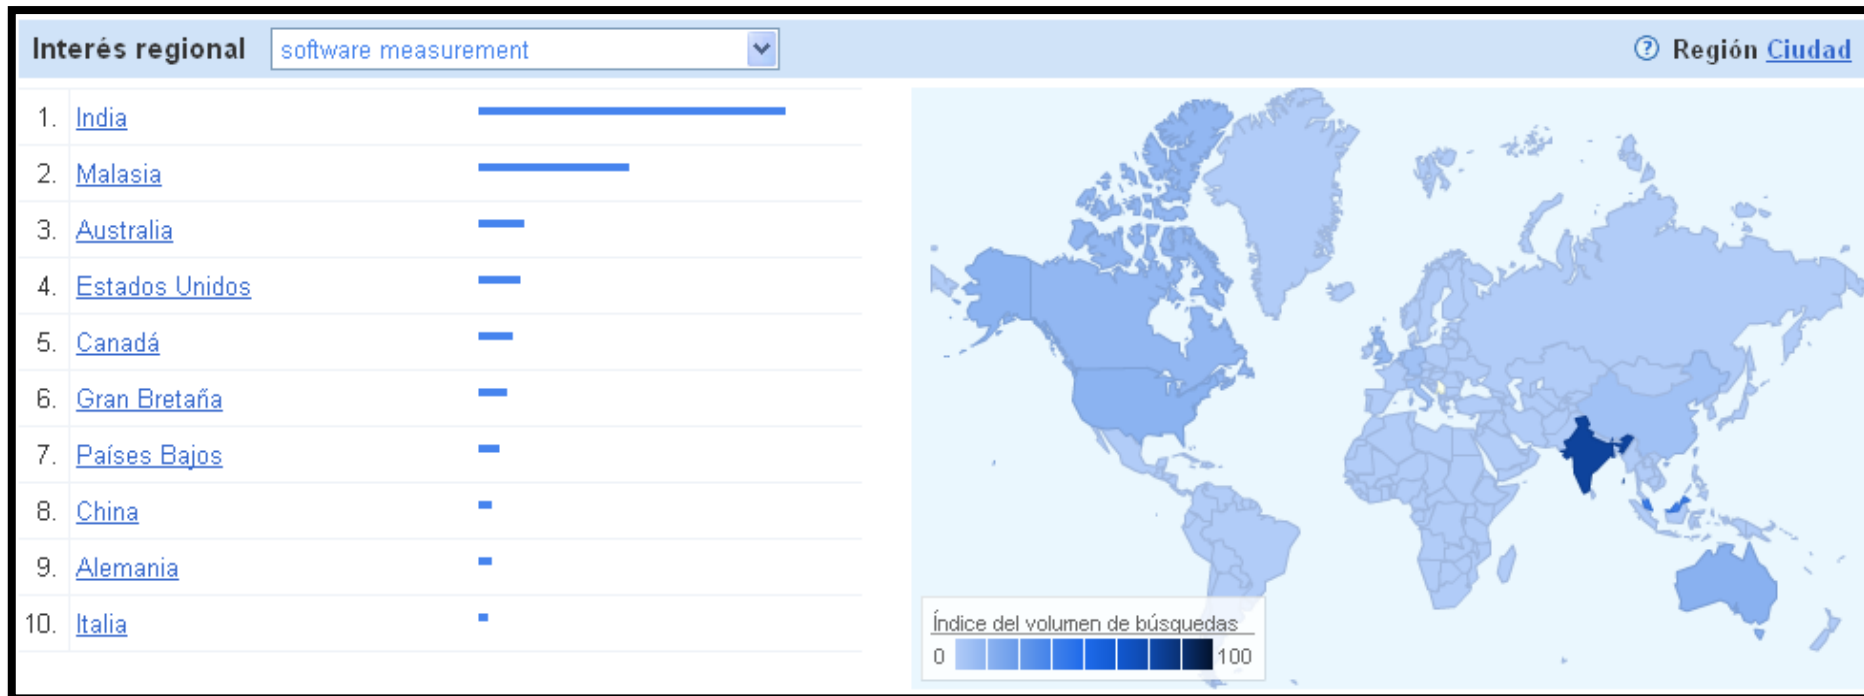 Interés regional software measurement Región Ciudad
1. India
2. Malasia
3. Australia
4. Estados Unidos
5. Canadá
6. Gran Bretaña
7. Países Bajos
8. China
9. Alemania
10. Italia
Índice del volumen de búsquedas
0 100